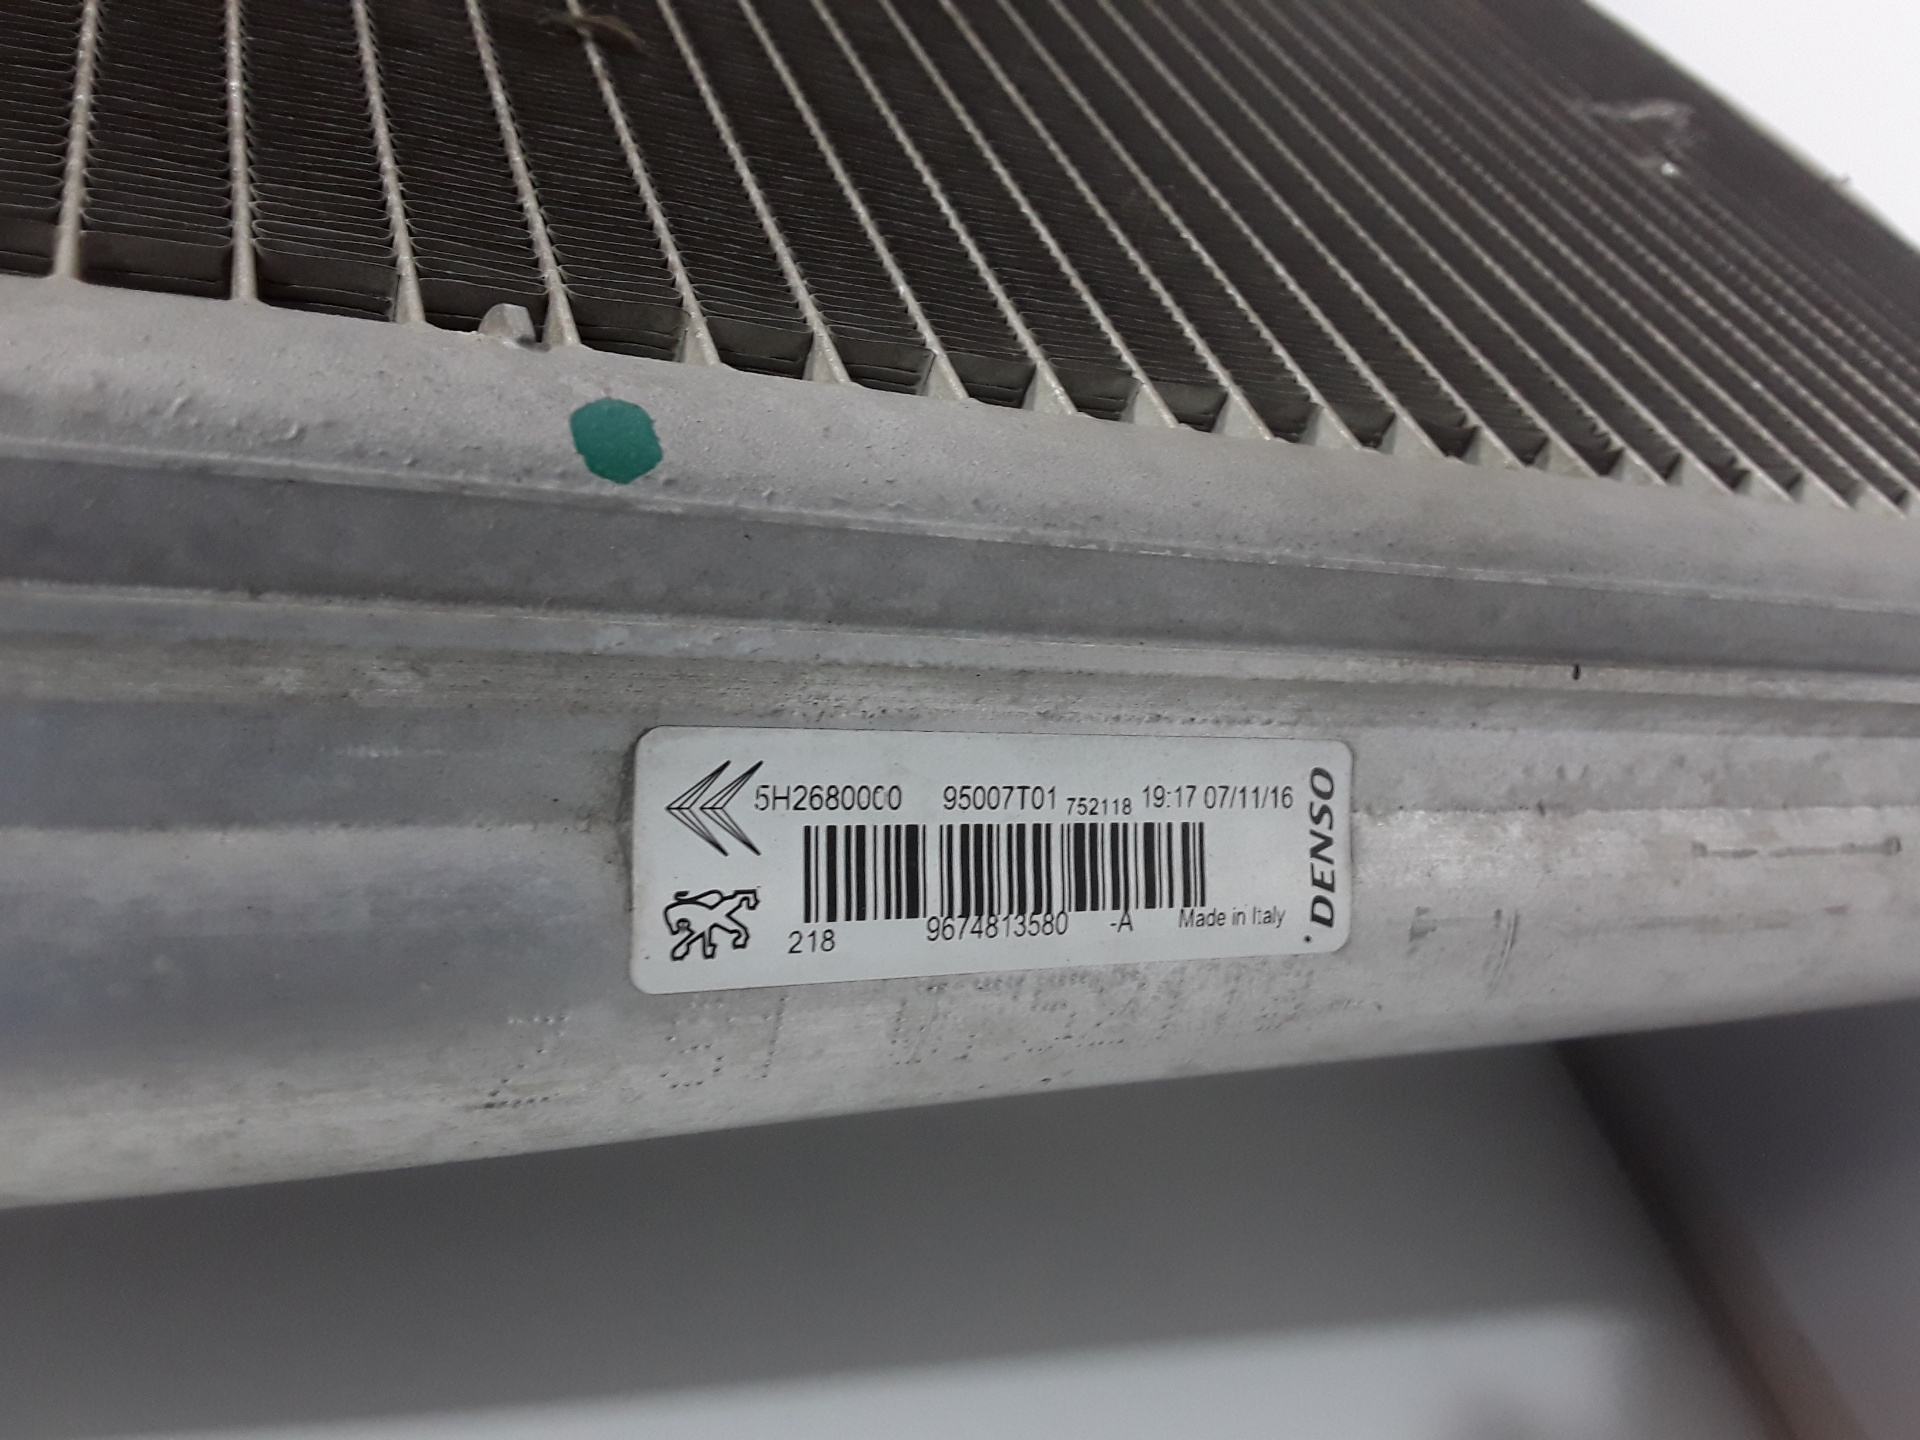 5H2680000 95007T01 752118 19:17 07/11/16
218 9674813580 -A Made in Italy
DENSO